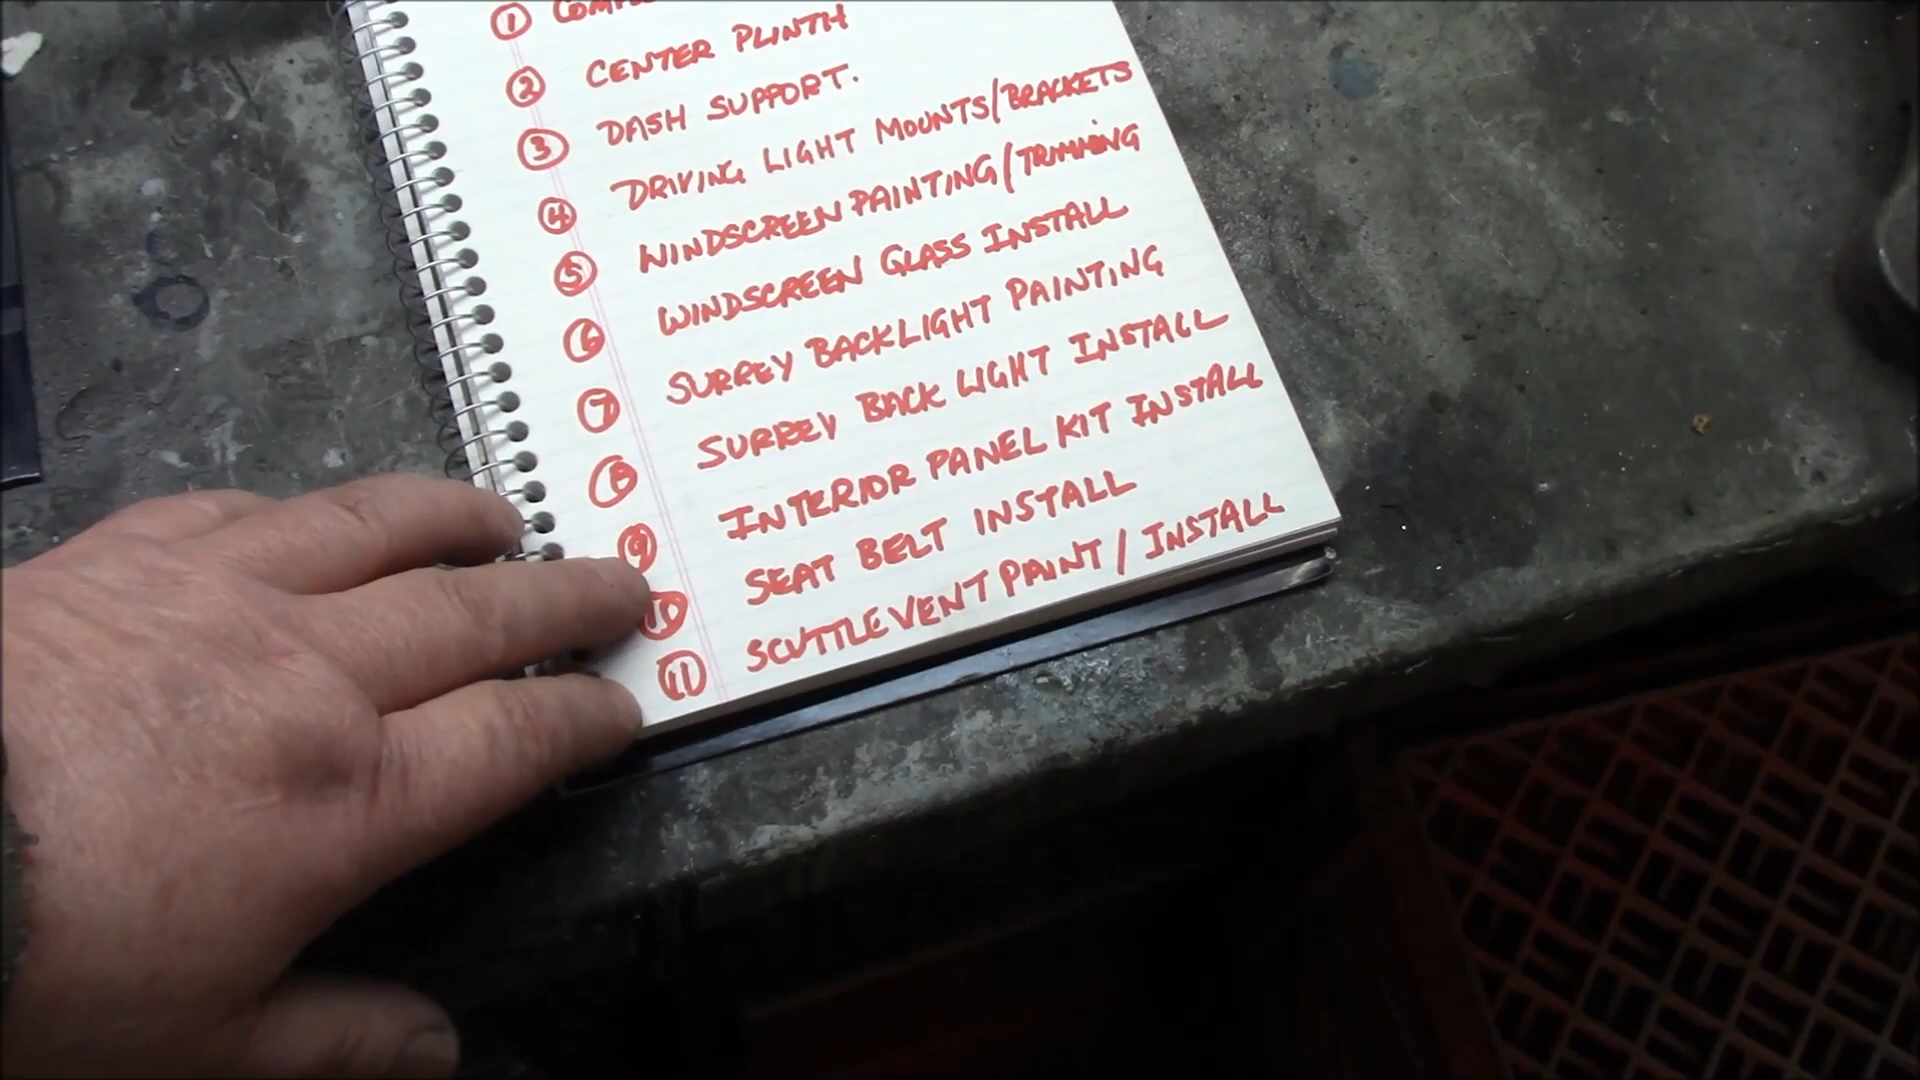 1
2 CENTER PLINTH
3 DASH SUPPORT.
4 DRIVING LIGHT MOUNTS/BRACKETS
5 WINDSCREEN PAINTING/TRIMMING
6 WINDSCREEN GLASS INSTALL
7 SURREY BACKLIGHT PAINTING
8 SURREY BACK LIGHT INSTALL
9 INTERIOR PANEL KIT INSTALL
10 SEAT BELT INSTALL
11 SCUTTLE VENT PAINT / INSTALL